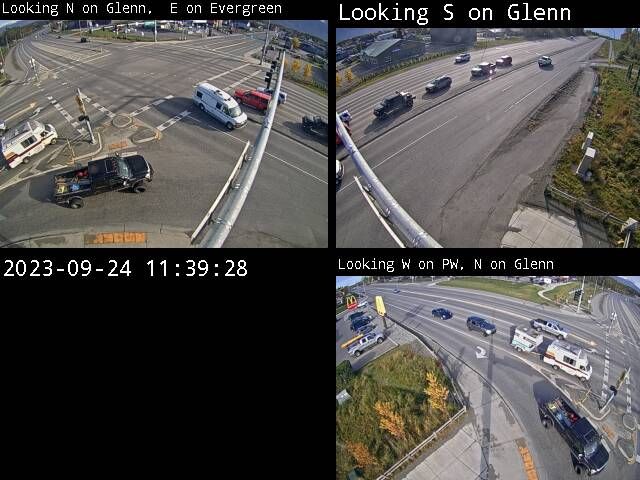 Looking N on Glenn,  E on Evergreen
Looking S on Glenn
2023-09-24 11:39:28
Looking W on PW, N on Glenn